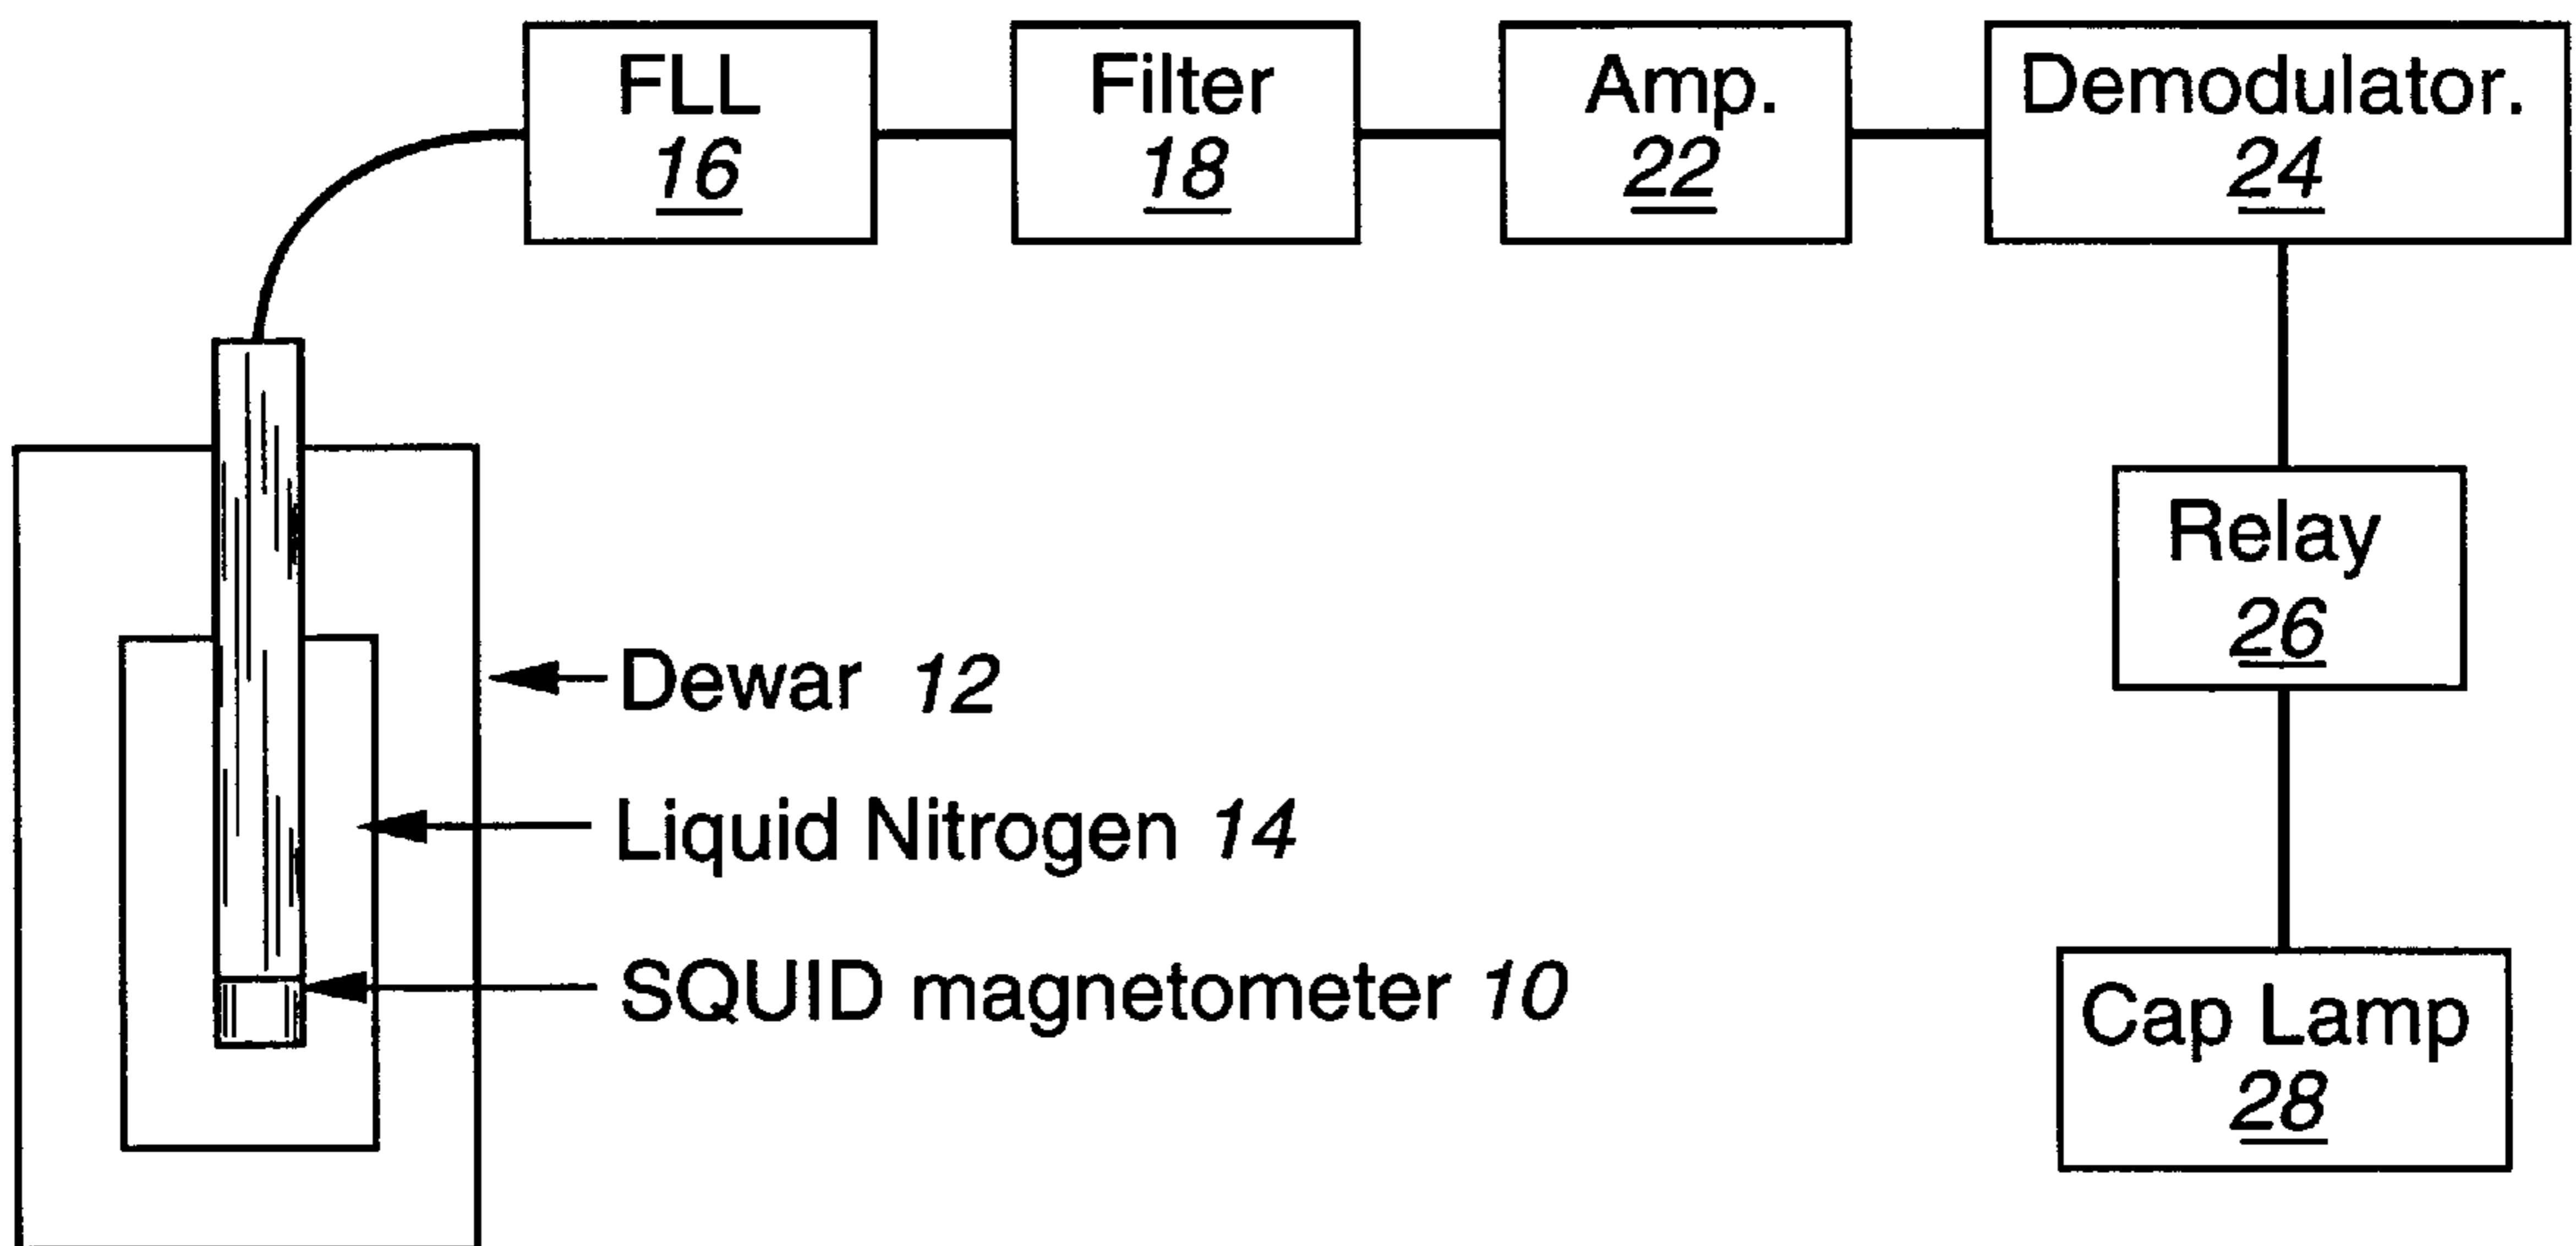 FLL
16
Filter
18
Amp.
22
Demodulator.
24
Relay
26
Dewar 12
Liquid Nitrogen 14
SQUID magnetometer 10
Cap Lamp
28